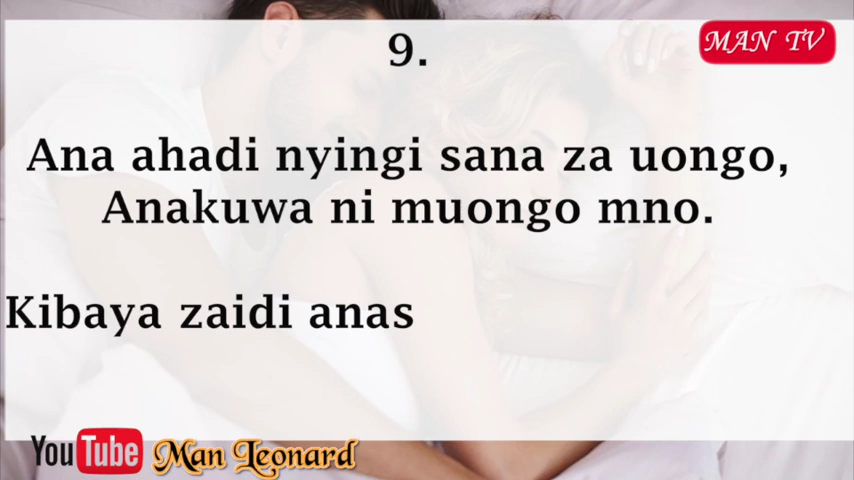 9.
MAN TV
Ana ahadi nyingi sana za uongo,
Anakuwa ni muongo mno.
Kibaya zaidi anas
YouTube Man Leonard